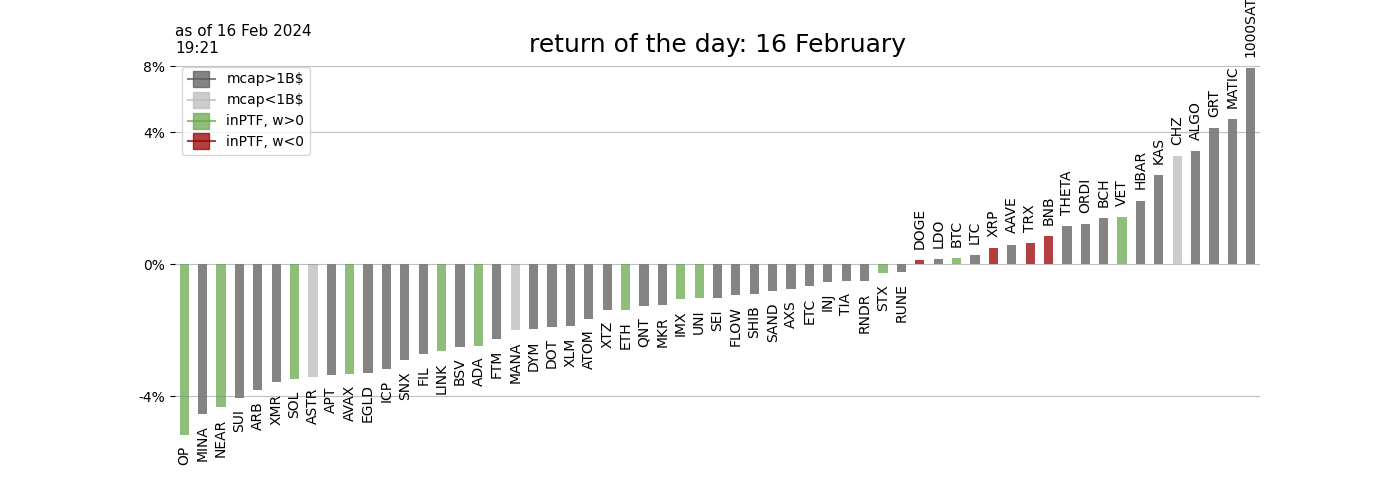 as of 16 Feb 2024
19:21
return of the day: 16 February
8%
4%
0%
-4%
mcap>1B$
mcap<1B$
inPTF, w>0
inPTF, w<0
OP
MINA
NEAR
SUI
ARB
XMR
SOL
ASTR
APT
AVAX
EGLD
ICP
SNX
FIL
LINK
BSV
ADA
FTM
MANA
DYM
DOT
XLM
ATOM
XTZ
ETH
QNT
MKR
IMX
UNI
SEI
FLOW
SHIB
SAND
AXS
ETC
INJ
TIA
RNDR
STX
RUNE
DOGE
LDO
BTC
LTC
XRP
AAVE
TRX
BNB
THETA
ORDI
BCH
VET
HBAR
KAS
CHZ
ALGO
GRT
MATIC
1000SAT